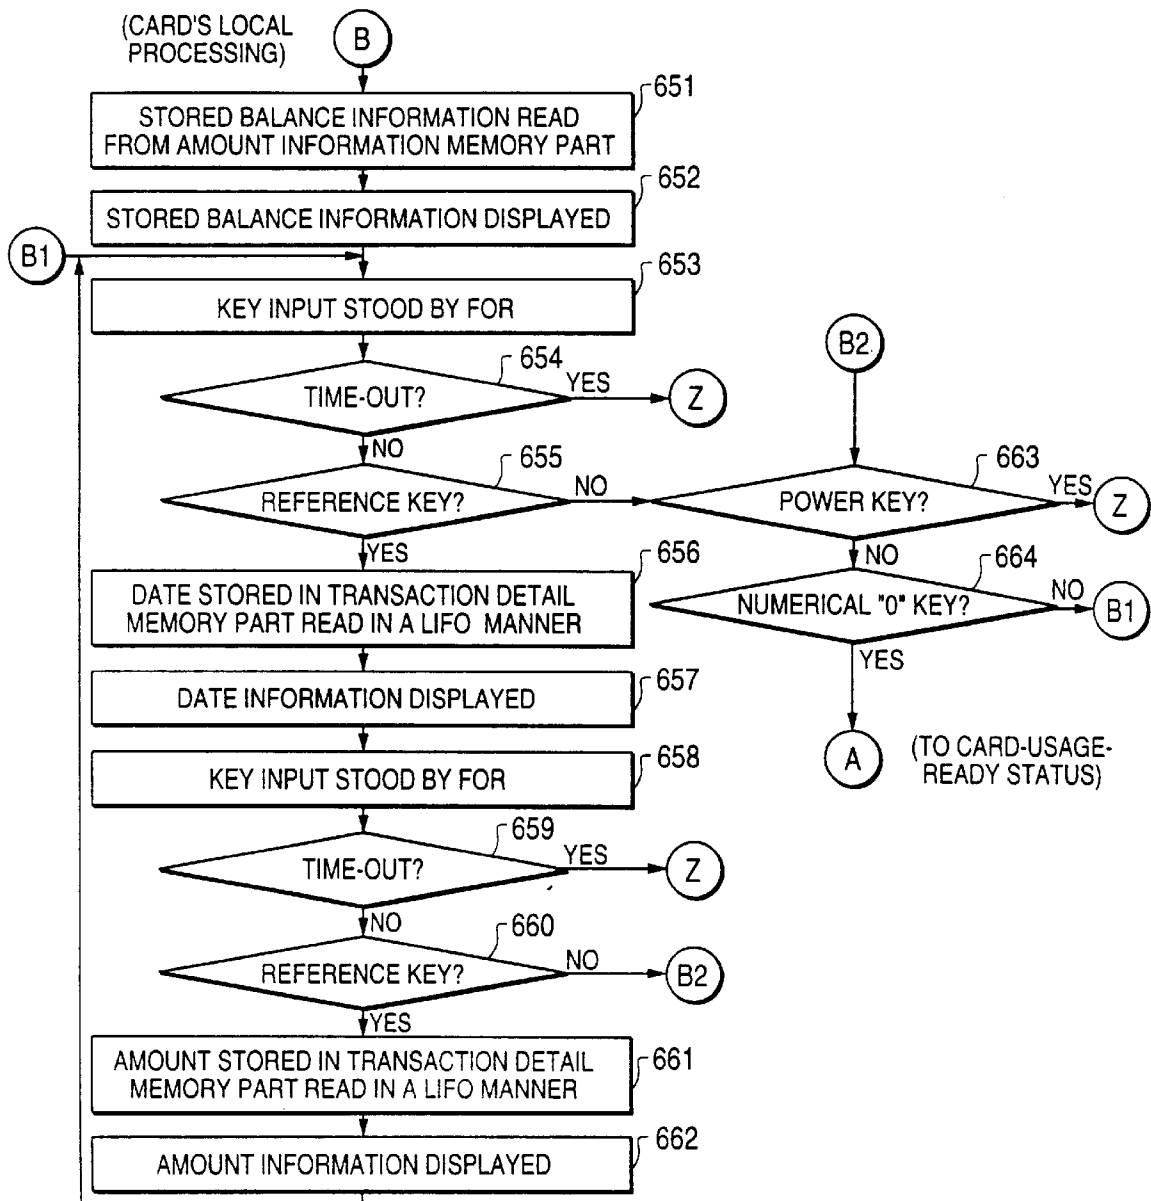 (CARD'S LOCAL
PROCESSING)
B
651
STORED BALANCE INFORMATION READ
FROM AMOUNT INFORMATION MEMORY PART
652
STORED BALANCE INFORMATION DISPLAYED
B1
653
KEY INPUT STOOD BY FOR
654
TIME-OUT?
YES
Z
NO
655
REFERENCE KEY?
NO
YES
656
DATE STORED IN TRANSACTION DETAIL
MEMORY PART READ IN A LIFO MANNER
657
DATE INFORMATION DISPLAYED
658
KEY INPUT STOOD BY FOR
659
TIME-OUT?
YES
Z
NO
660
REFERENCE KEY?
NO
B2
YES
661
AMOUNT STORED IN TRANSACTION DETAIL
MEMORY PART READ IN A LIFO MANNER
662
AMOUNT INFORMATION DISPLAYED
B2
663
POWER KEY?
YES
Z
NO
664
NUMERICAL "0" KEY?
NO
B1
YES
A
(TO CARD-USAGE-
READY STATUS)